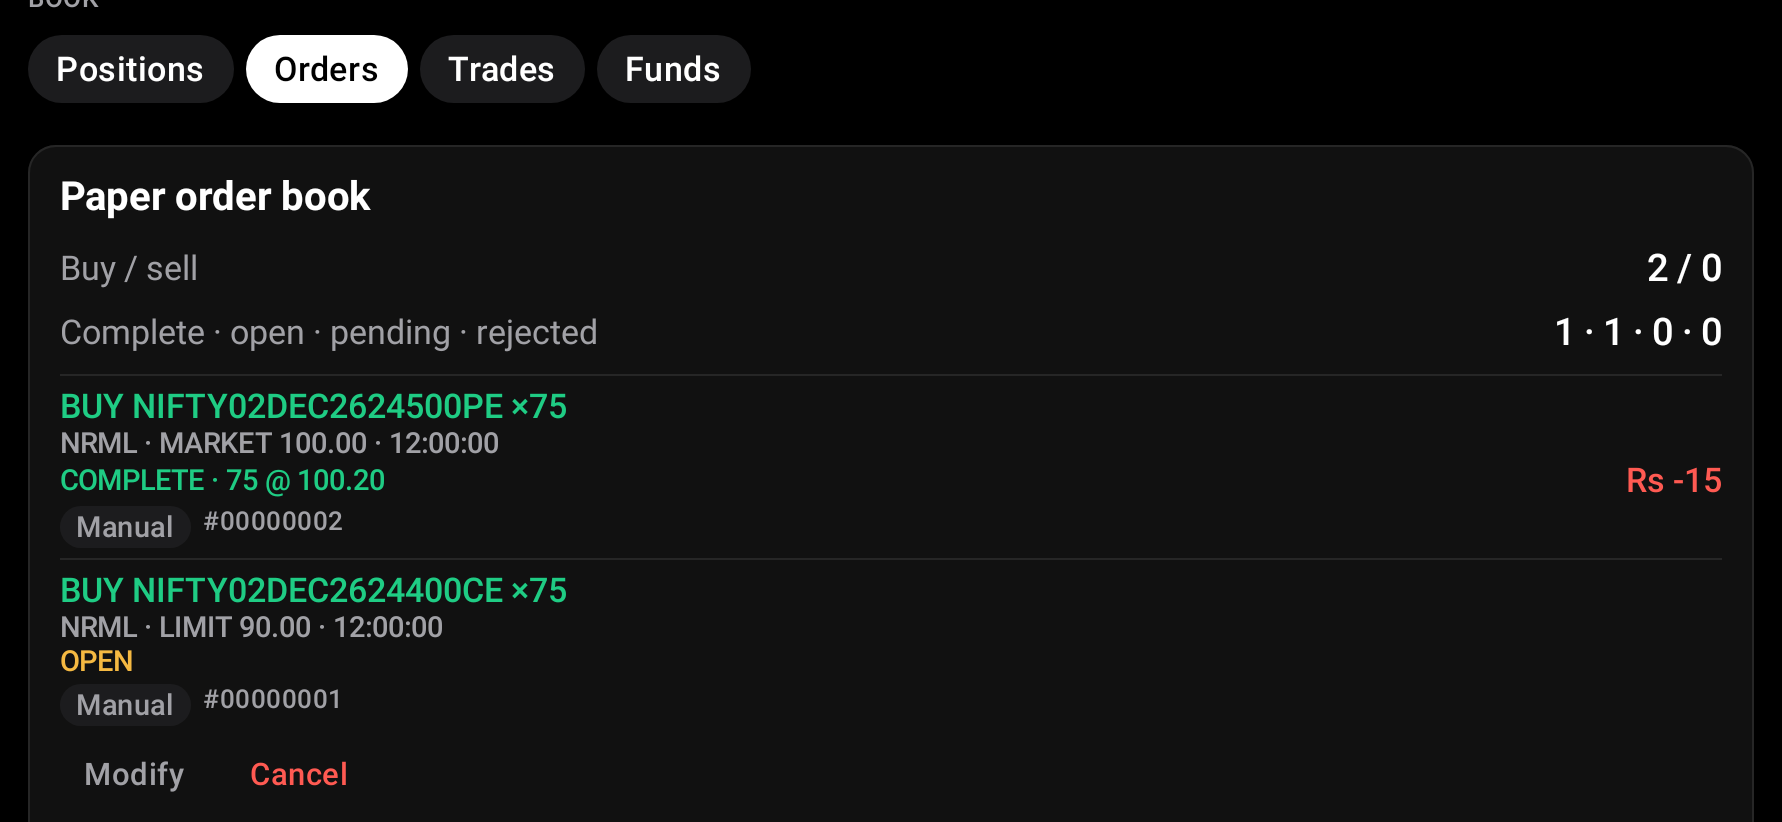 BOOK
Positions Orders Trades Funds
Paper order book
Buy / sell 2 / 0
Complete · open · pending · rejected 1 · 1 · 0 · 0
BUY NIFTY02DEC2624500PE ×75
NRML · MARKET 100.00 · 12:00:00
COMPLETE · 75 @ 100.20 Rs -15
Manual #00000002
BUY NIFTY02DEC2624400CE ×75
NRML · LIMIT 90.00 · 12:00:00
OPEN
Manual #00000001
Modify Cancel